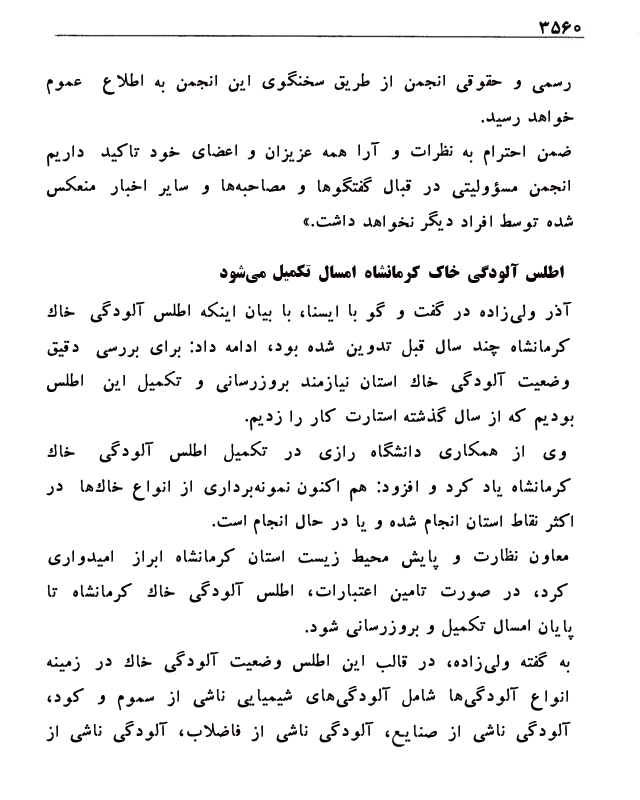 ۳۵۶۰
رسمی و حقوقی انجمن از طریق سخنگوی این انجمن به اطلاع عموم
خواهد رسید.
ضمن احترام به نظرات و آرا همه عزیزان و اعضای خود تاکید داریم
انجمن مسؤولیتی در قبال گفتگوها و مصاحبه‌ها و سایر اخبار منعکس
شده توسط افراد دیگر نخواهد داشت.»
اطلس آلودگی خاک کرمانشاه امسال تکمیل می‌شود
آذر ولی‌زاده در گفت و گو با ایسنا، با بیان اینکه اطلس آلودگی خاک
کرمانشاه چند سال قبل تدوین شده بود، ادامه داد: برای بررسی دقیق
وضعیت آلودگی خاک استان نیازمند بروزرسانی و تکمیل این اطلس
بودیم که از سال گذشته استارت کار را زدیم.
وی از همکاری دانشگاه رازی در تکمیل اطلس آلودگی خاک
کرمانشاه یاد کرد و افزود: هم اکنون نمونه‌برداری از انواع خاک‌ها در
اکثر نقاط استان انجام شده و یا در حال انجام است.
معاون نظارت و پایش محیط زیست استان کرمانشاه ابراز امیدواری
کرد، در صورت تامین اعتبارات، اطلس آلودگی خاک کرمانشاه تا
پایان امسال تکمیل و بروزرسانی شود.
به گفته ولی‌زاده، در قالب این اطلس وضعیت آلودگی خاک در زمینه
انواع آلودگی‌ها شامل آلودگی‌های شیمیایی ناشی از سموم و کود،
آلودگی ناشی از صنایع، آلودگی ناشی از فاضلاب، آلودگی ناشی از